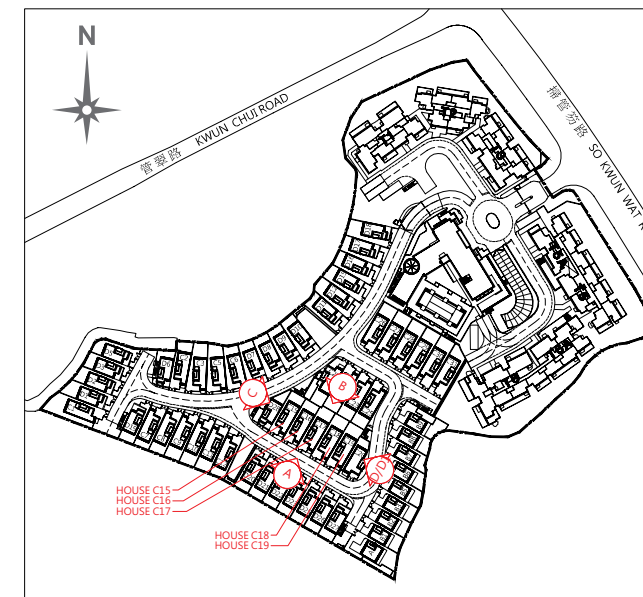 N
管翠路 KWUN CHUI ROAD
掃管笏路 SO KWUN WAT R
B
C
A
D/D
HOUSE C15
HOUSE C16
HOUSE C17
HOUSE C18
HOUSE C19